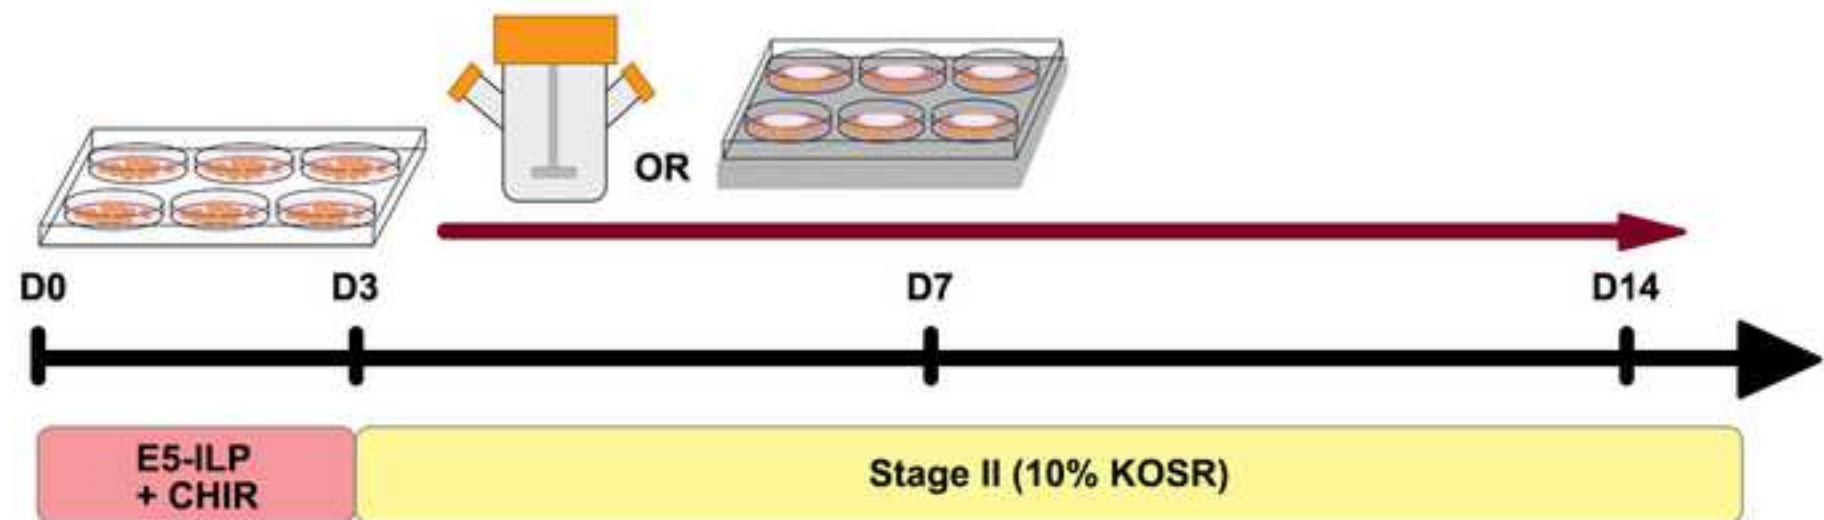 OR
D0 D3 D7 D14
E5-ILP
+ CHIR
Stage II (10% KOSR)